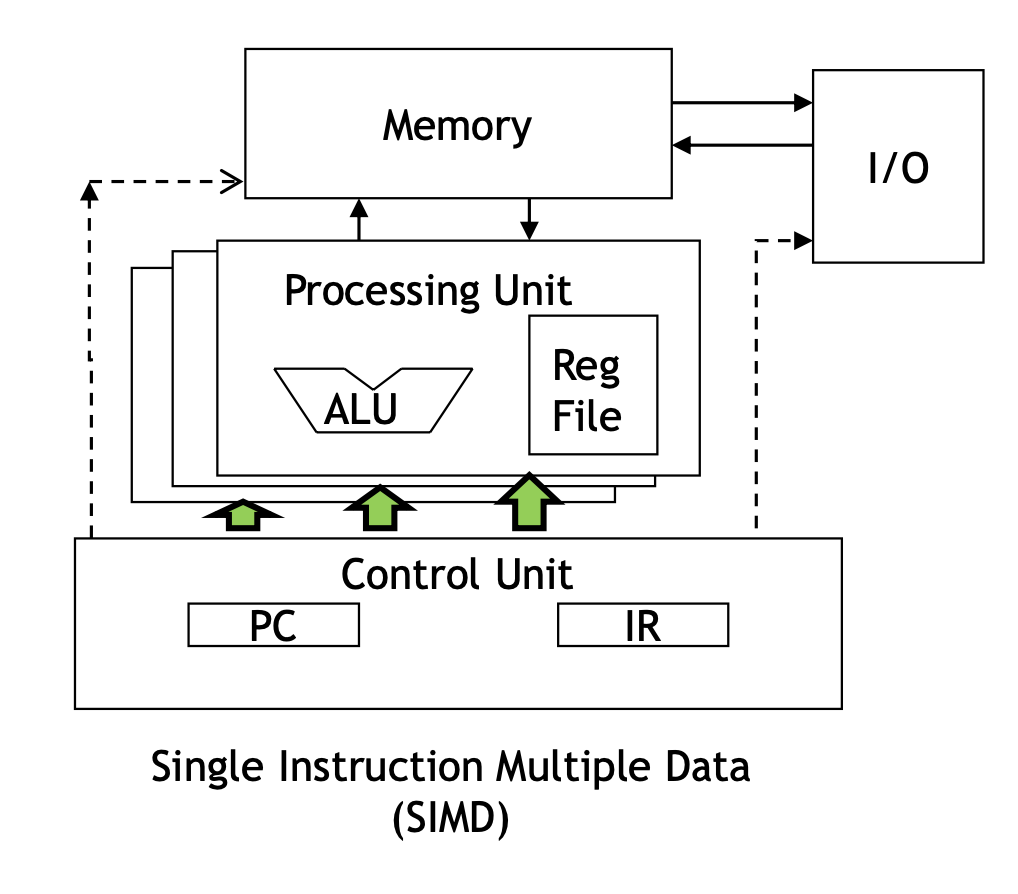 Memory
I/O
Processing Unit
ALU
Reg
File
Control Unit
PC
IR
Single Instruction Multiple Data
(SIMD)